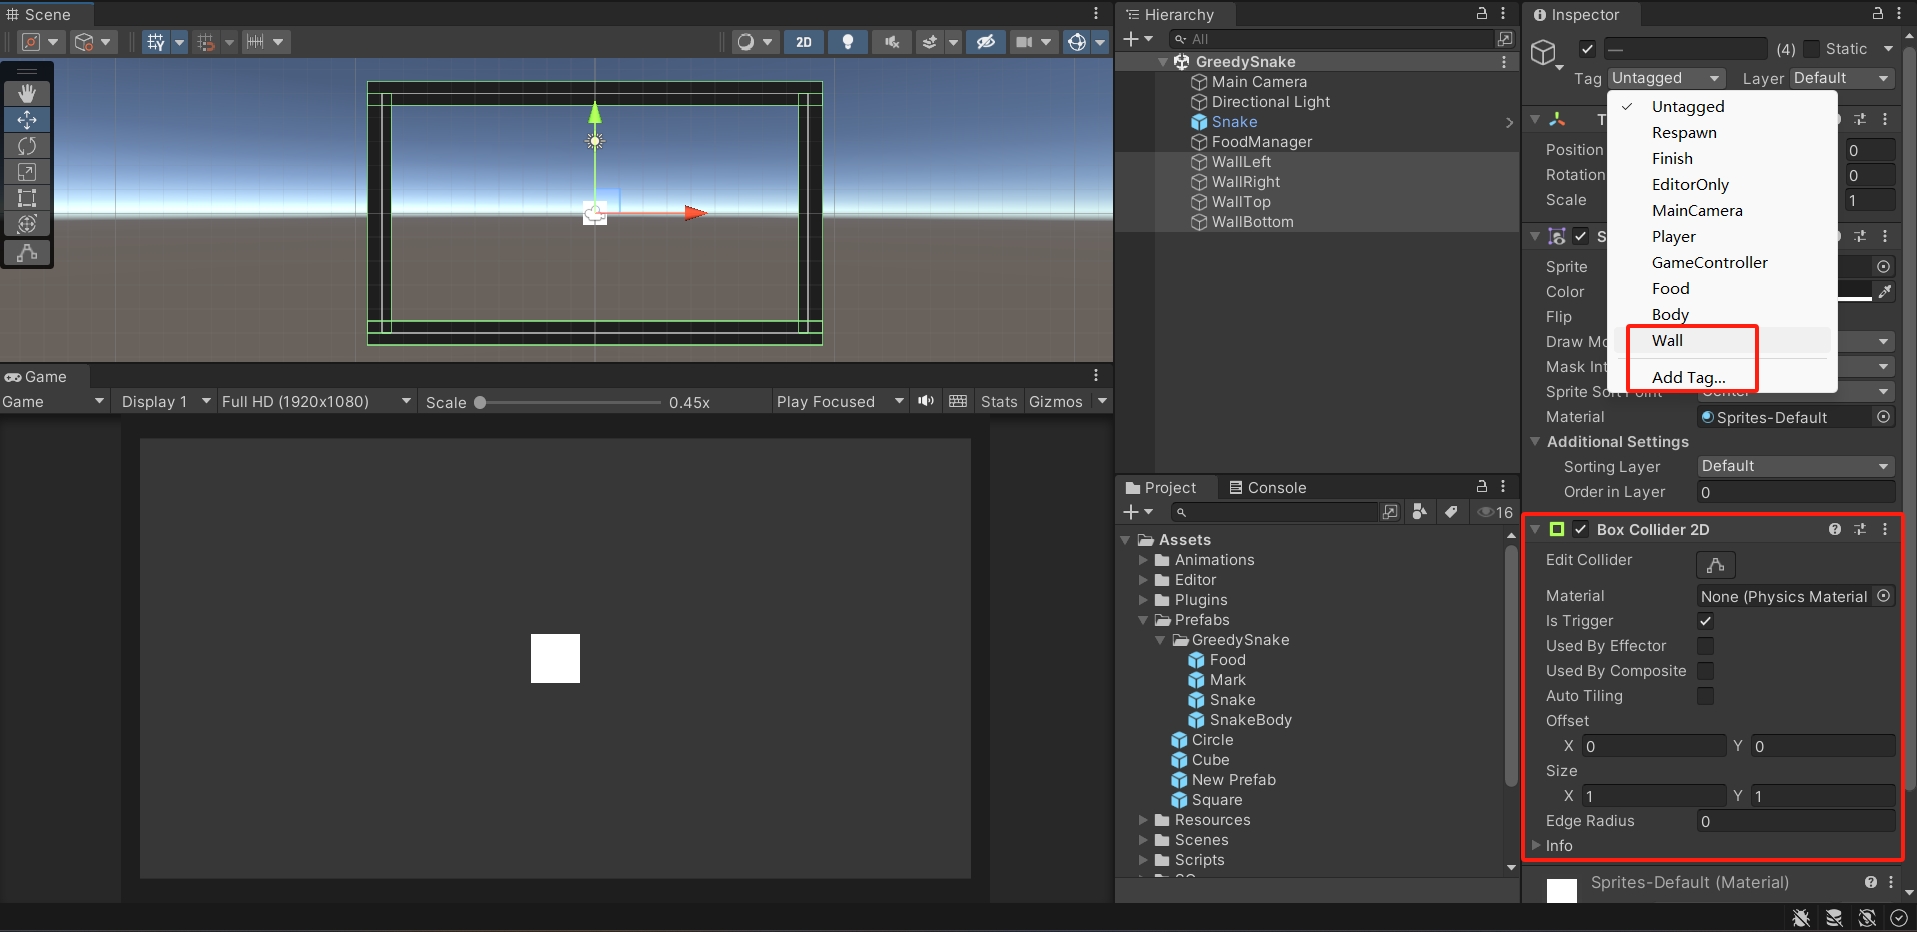 Scene
2D
Game
Game
Display 1
Full HD (1920x1080)
Scale
0.45x
Play Focused
Stats
Gizmos
Hierarchy
All
GreedySnake
Main Camera
Directional Light
Snake
FoodManager
WallLeft
WallRight
WallTop
WallBottom
Project
Console
16
Assets
Animations
Editor
Plugins
Prefabs
GreedySnake
Food
Mark
Snake
SnakeBody
Circle
Cube
New Prefab
Square
Resources
Scenes
Scripts
Inspector
—
(4)
Static
Tag
Untagged
Layer
Default
Untagged
Respawn
Finish
EditorOnly
MainCamera
Player
GameController
Food
Body
Wall
Add Tag...
T
Position
0
Rotation
0
Scale
1
S
Sprite
Color
Flip
Draw Mo
Mask Int
Sprite Sort Point
Center
Material
Sprites-Default
Additional Settings
Sorting Layer
Default
Order in Layer
0
Box Collider 2D
Edit Collider
Material
None (Physics Material
Is Trigger
Used By Effector
Used By Composite
Auto Tiling
Offset
X 0 Y 0
Size
X 1 Y 1
Edge Radius
0
Info
Sprites-Default (Material)